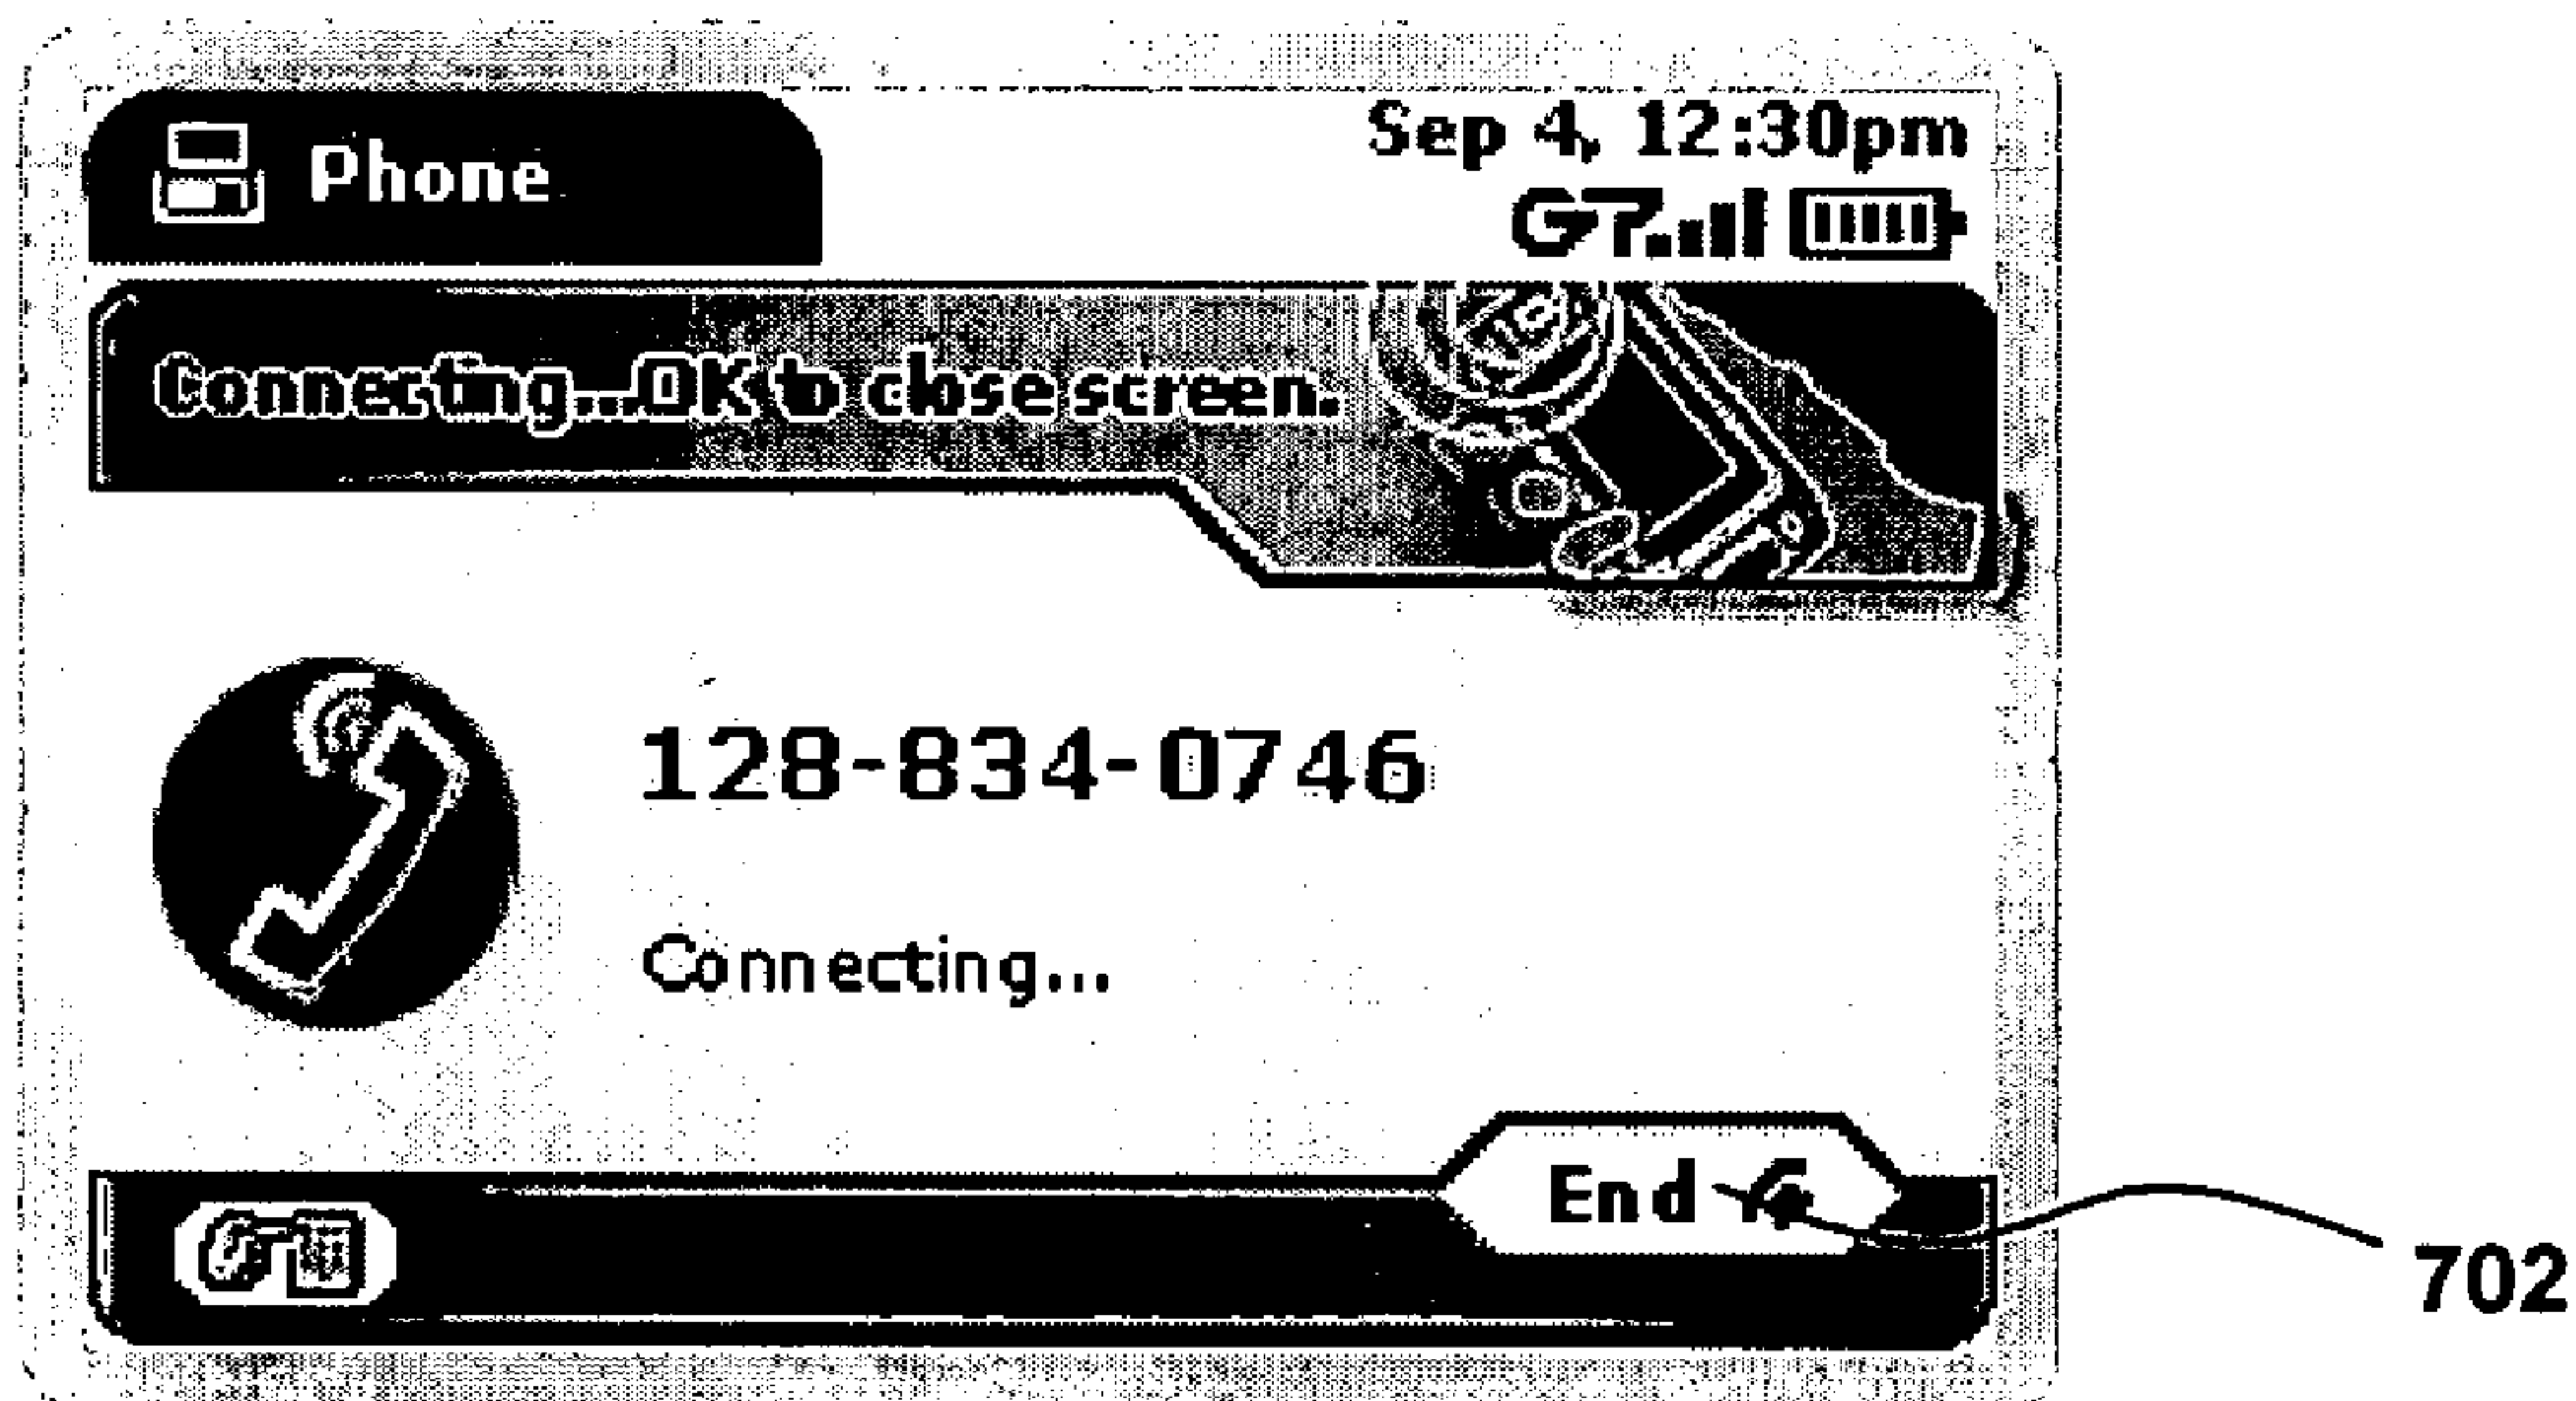 Phone
Sep 4, 12:30pm
G
Connecting...OK to close screen.
128-834-0746
Connecting...
End
702